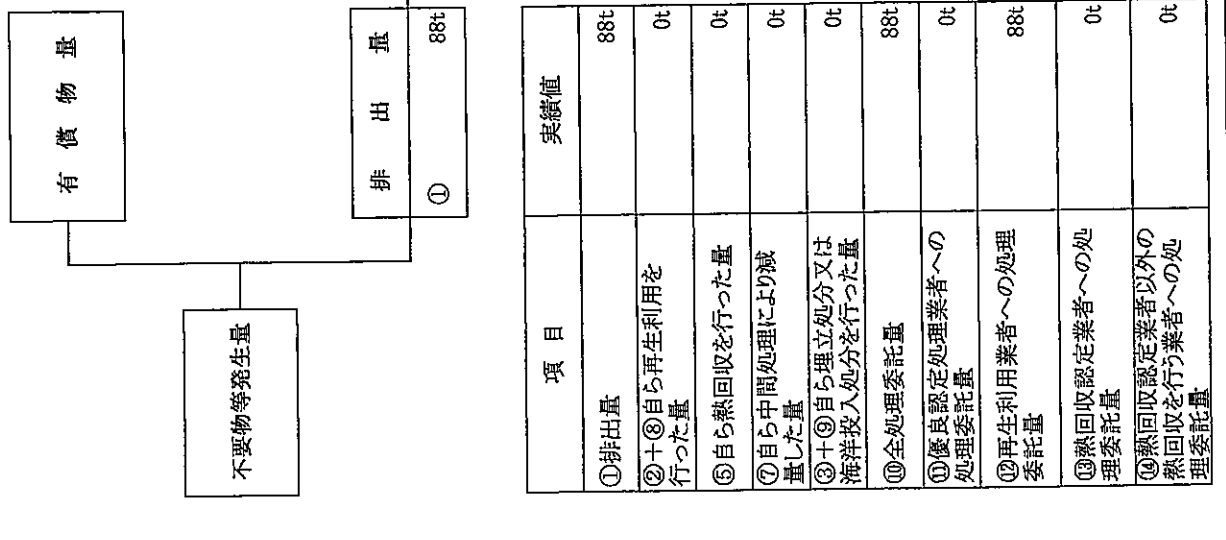 有 償 物 量
不要物等発生量
排 出 量
① 88t
項 目 実績値
①排出量 88t
②＋⑧自ら再生利用を
行った量 0t
⑤自ら熱回収を行った量 0t
⑦自ら中間処理により減
量した量 0t
③＋⑨自ら埋立処分又は
海洋投入処分を行った量 0t
⑩全処理委託量 88t
⑪優良認定処理業者への
処理委託量 0t
⑫再生利用業者への処理
委託量 88t
⑬熱回収認定業者への処
理委託量 0t
⑭熱回収認定業者以外の
熱回収を行う業者への処
理委託量 0t